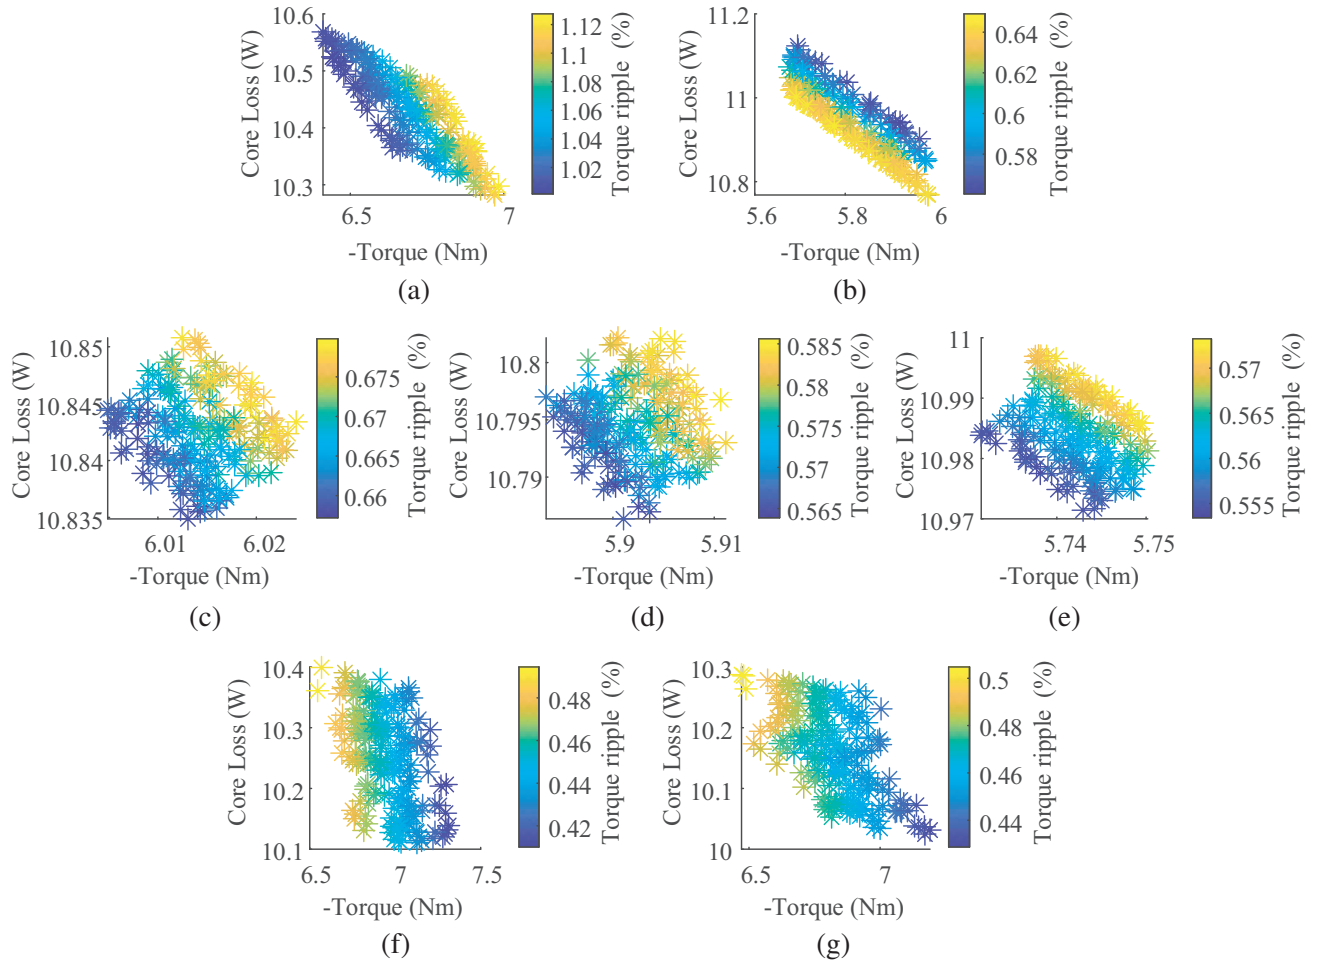 10.6
10.5
10.4
10.3
Core Loss (W)
6.5
7
-Torque (Nm)
1.12
1.1
1.08
1.06
1.04
1.02
Torque ripple (%)
(a)
11.2
11
10.8
Core Loss (W)
5.6
5.8
6
-Torque (Nm)
0.64
0.62
0.6
0.58
Torque ripple (%)
(b)
10.85
10.845
10.84
10.835
Core Loss (W)
6.01
6.02
-Torque (Nm)
0.675
0.67
0.665
0.66
Torque ripple (%)
(c)
10.8
10.795
10.79
Core Loss (W)
5.9
5.91
-Torque (Nm)
0.585
0.58
0.575
0.57
0.565
Torque ripple (%)
(d)
11
10.99
10.98
10.97
Core Loss (W)
5.74
5.75
-Torque (Nm)
0.57
0.565
0.56
0.555
Torque ripple (%)
(e)
10.4
10.3
10.2
10.1
Core Loss (W)
6.5
7
7.5
-Torque (Nm)
0.48
0.46
0.44
0.42
Torque ripple (%)
(f)
10.3
10.2
10.1
10
Core Loss (W)
6.5
7
-Torque (Nm)
0.5
0.48
0.46
0.44
Torque ripple (%)
(g)